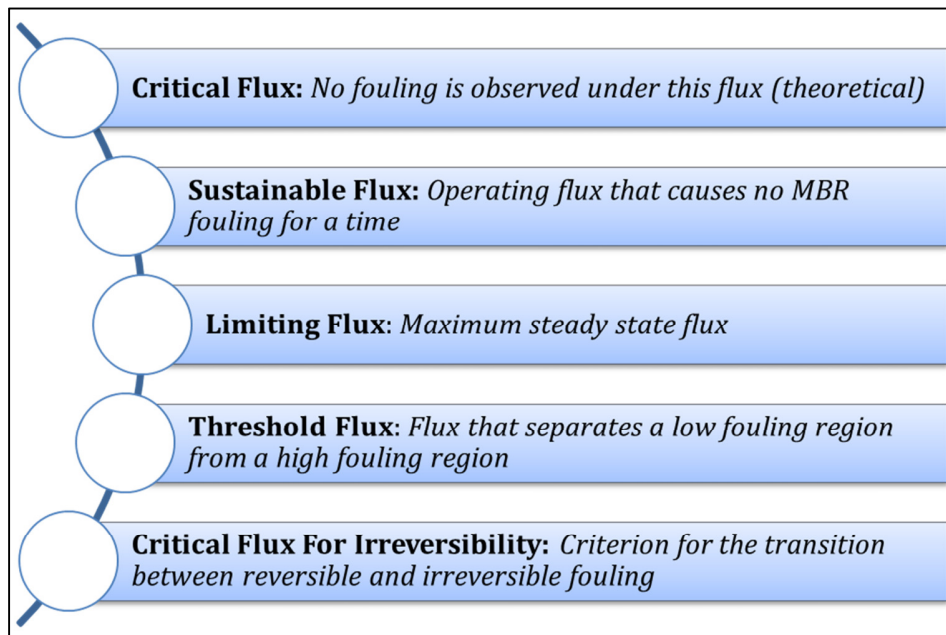 Critical Flux: No fouling is observed under this flux (theoretical)
Sustainable Flux: Operating flux that causes no MBR
fouling for a time
Limiting Flux: Maximum steady state flux
Threshold Flux: Flux that separates a low fouling region
from a high fouling region
Critical Flux For Irreversibility: Criterion for the transition
between reversible and irreversible fouling